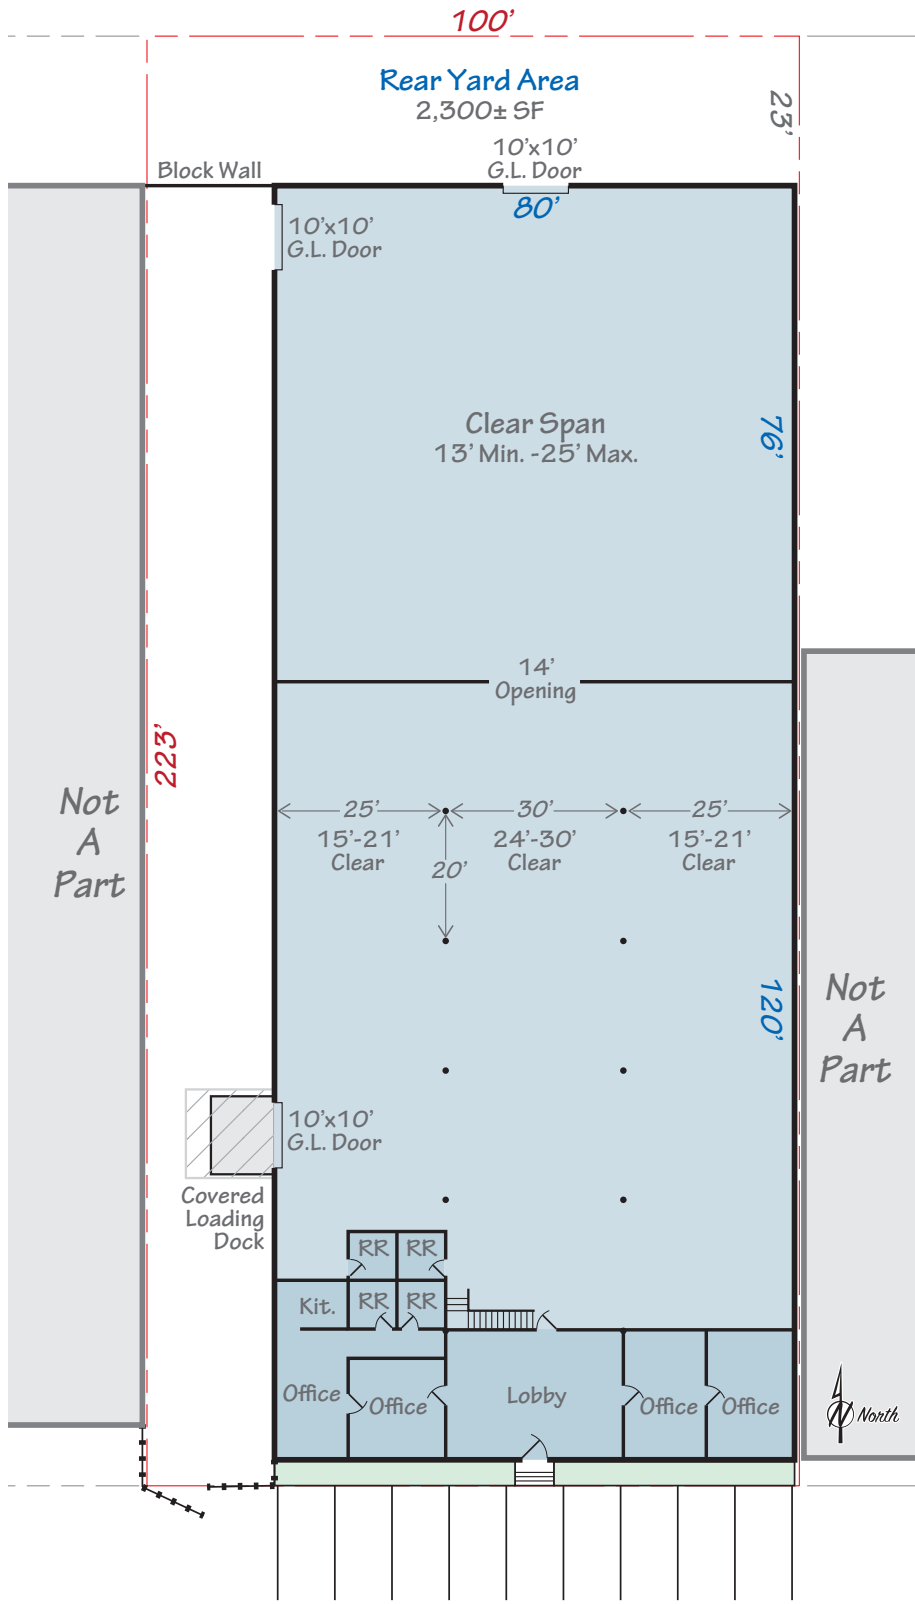 100'
Rear Yard Area
2,300± SF
23'
10'x10'
G.L. Door
Block Wall
80'
10'x10'
G.L. Door
Clear Span
13' Min. -25' Max.
76'
14'
Opening
223'
Not
A
Part
25'
30'
25'
15'-21'
Clear
24'-30'
Clear
15'-21'
Clear
20'
120'
Not
A
Part
10'x10'
G.L. Door
Covered
Loading
Dock
RR
RR
Kit.
RR
RR
Office
Office
Lobby
Office
Office
N
North